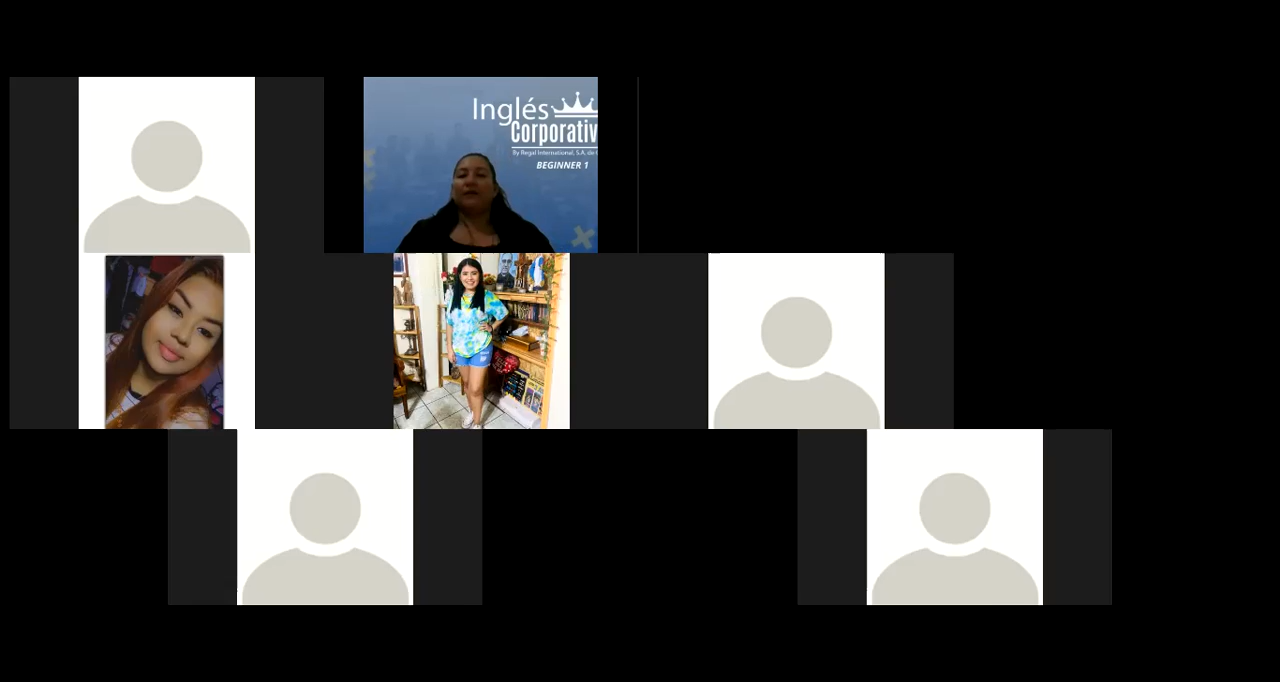 Inglés
Corporativ
By Regal International, S.A. de
BEGINNER 1